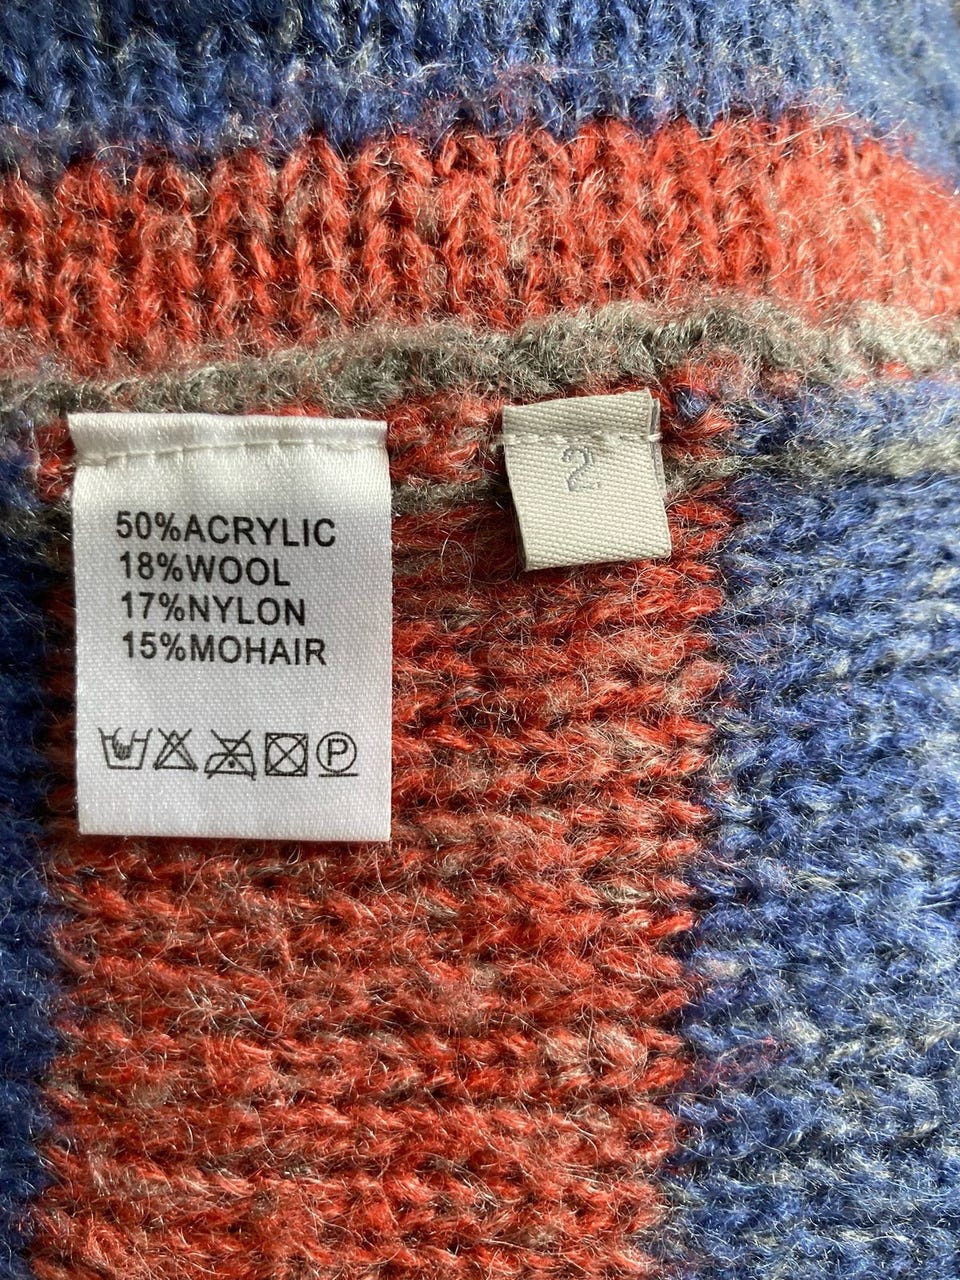 50%ACRYLIC
18%WOOL
17%NYLON
15%MOHAIR
P
2